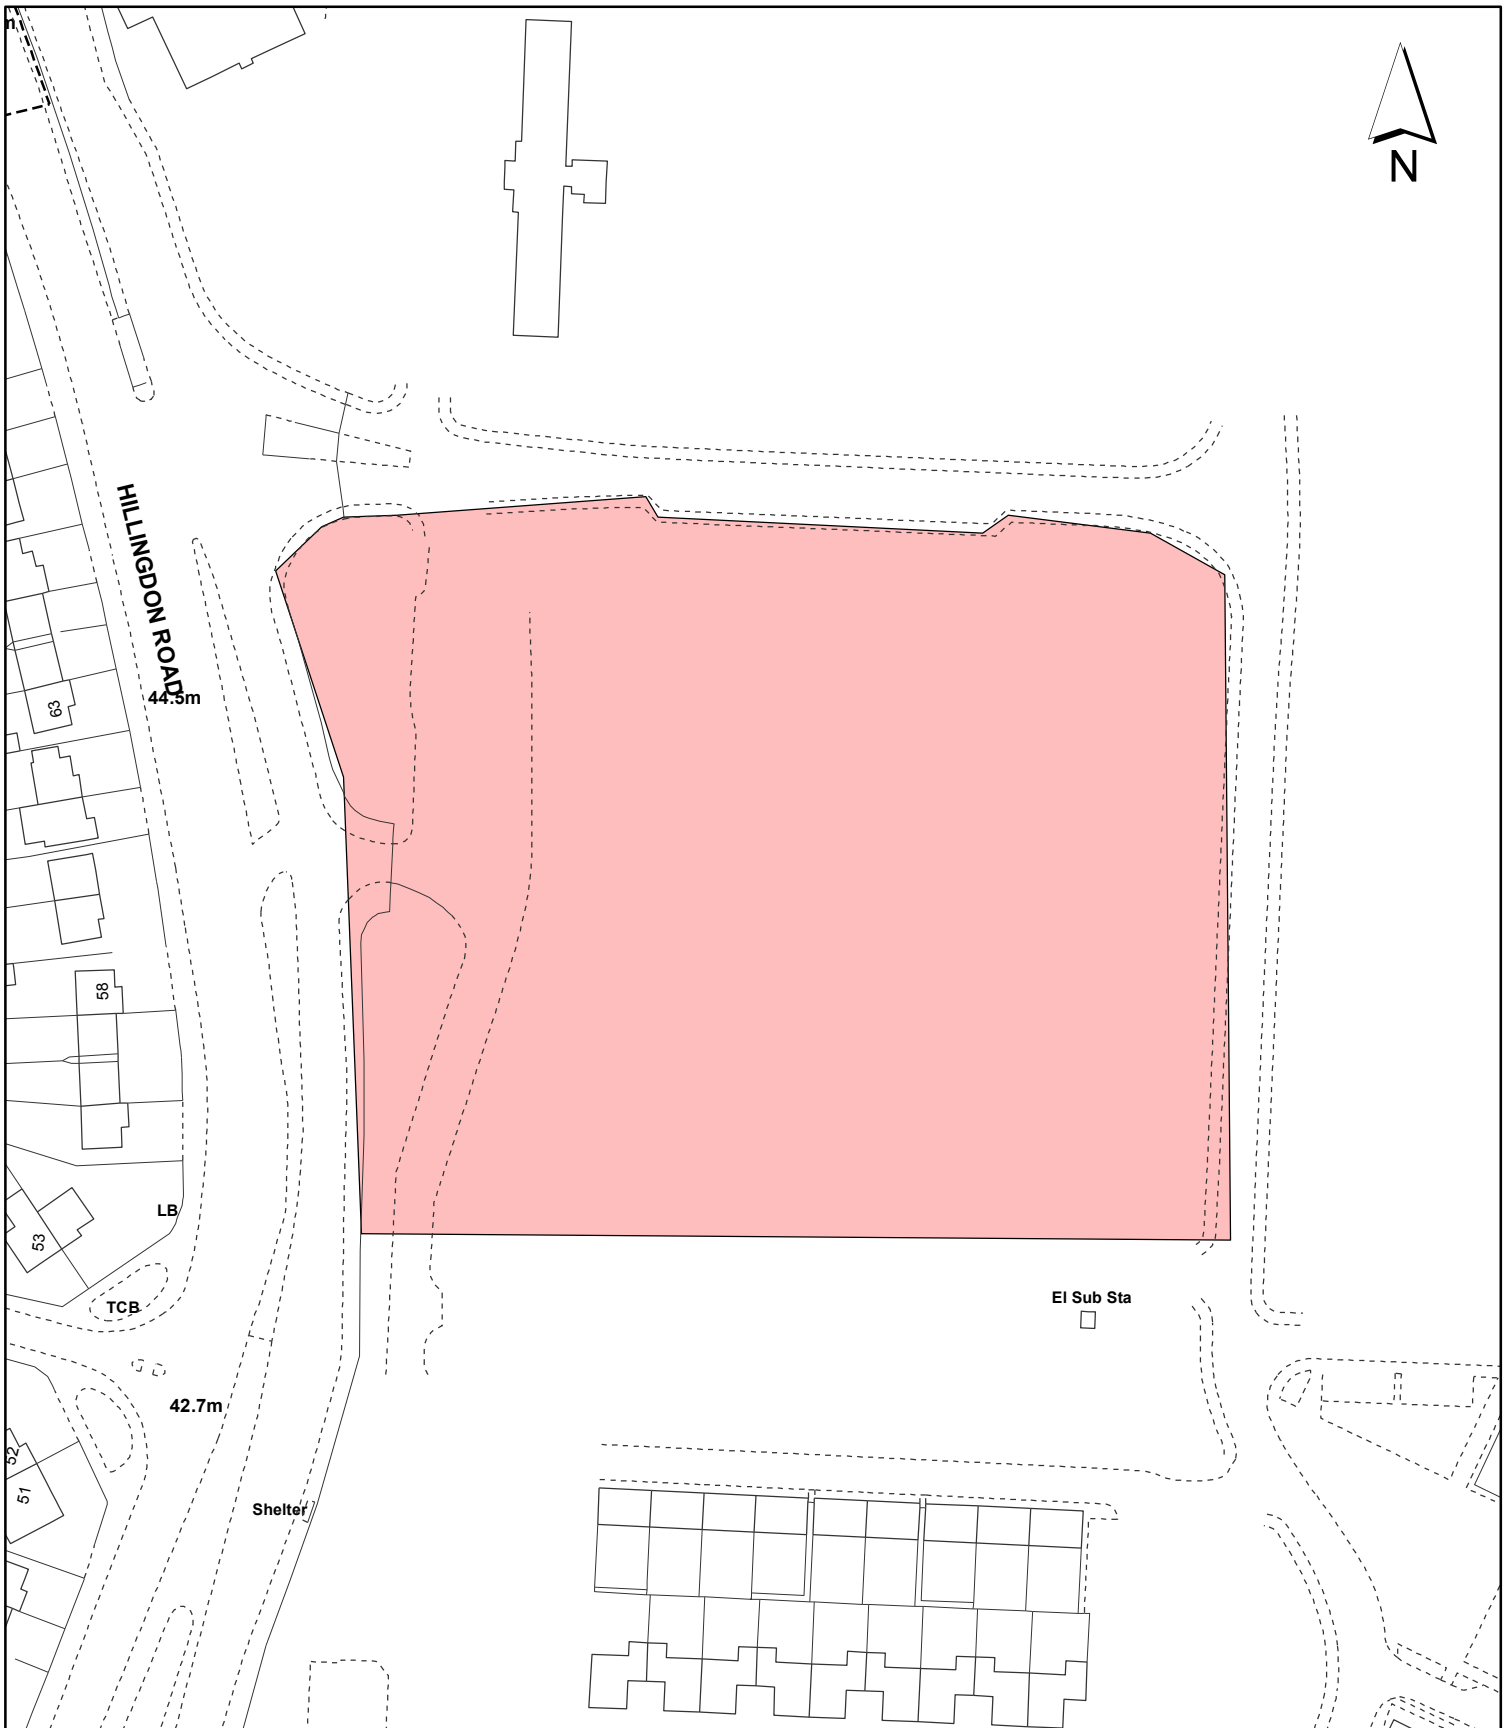 m
N
HILLINGDON ROAD
44.5m
63
58
LB
53
TCB
El Sub Sta
42.7m
52
51
Shelter